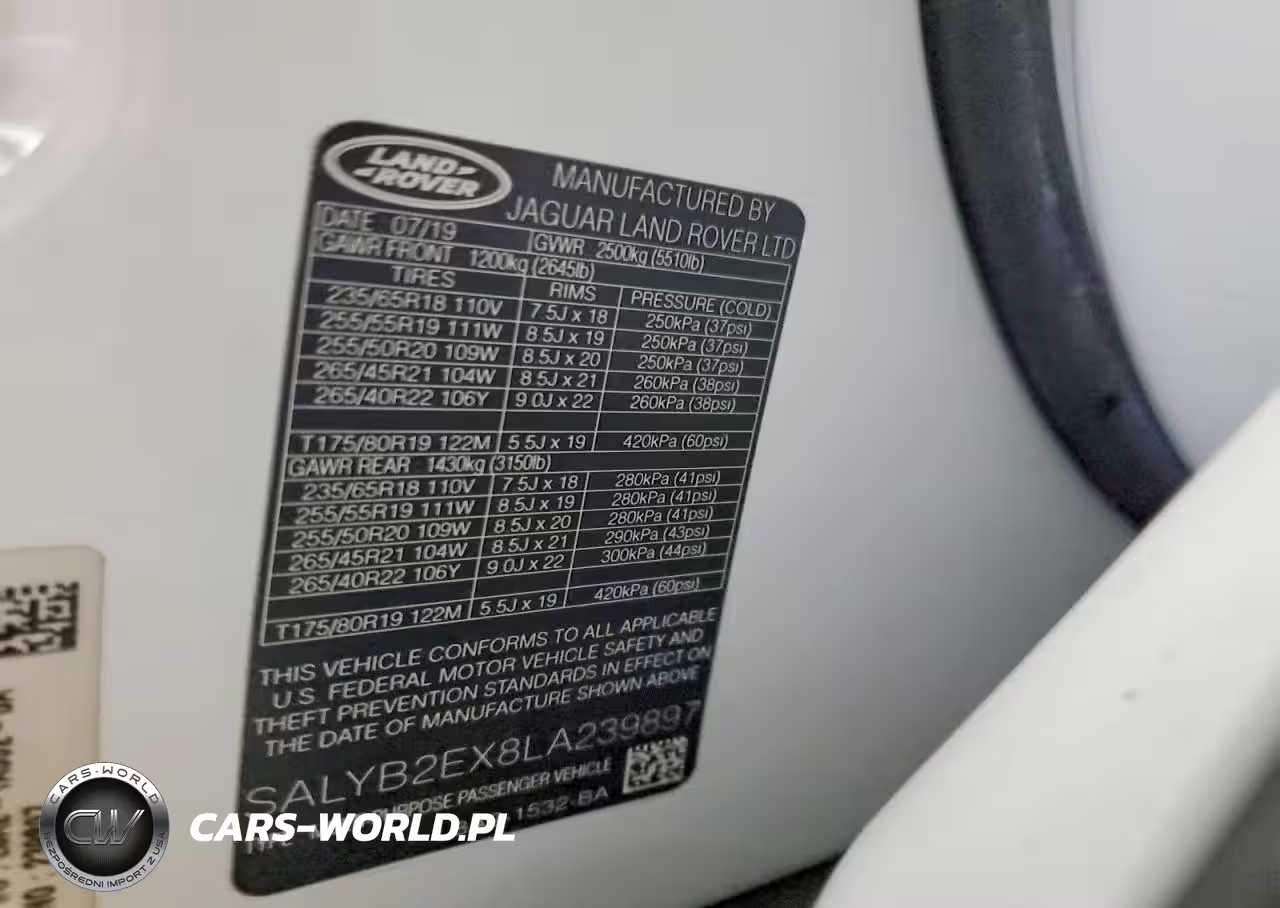 LAND ROVER
MANUFACTURED BY
JAGUAR LAND ROVER LTD
DATE 07/19 GVWR 2500kg (5510lb)
GAWR FRONT 1200kg (2645lb)
TIRES RIMS PRESSURE (COLD)
235/65R18 110V 7.5J x 18 250kPa (37psi)
255/55R19 111W 8.5J x 19 250kPa (37psi)
255/50R20 109W 8.5J x 20 250kPa (37psi)
265/45R21 104W 8.5J x 21 260kPa (38psi)
265/40R22 106Y 9.0J x 22 260kPa (38psi)
T175/80R19 122M 5.5J x 19 420kPa (60psi)
GAWR REAR 1430kg (3150lb)
235/65R18 110V 7.5J x 18 280kPa (41psi)
255/55R19 111W 8.5J x 19 280kPa (41psi)
255/50R20 109W 8.5J x 20 280kPa (41psi)
265/45R21 104W 8.5J x 21 290kPa (43psi)
265/40R22 106Y 9.0J x 22 300kPa (44psi)
T175/80R19 122M 5.5J x 19 420kPa (60psi)
THIS VEHICLE CONFORMS TO ALL APPLICABLE
U.S FEDERAL MOTOR VEHICLE SAFETY AND
THEFT PREVENTION STANDARDS IN EFFECT ON
THE DATE OF MANUFACTURE SHOWN ABOVE
SALYB2EX8LA239897
PASSENGER VEHICLE
CARS-WORLD
CW
BEZPOŚREDNI IMPORT Z USA
CARS-WORLD.PL